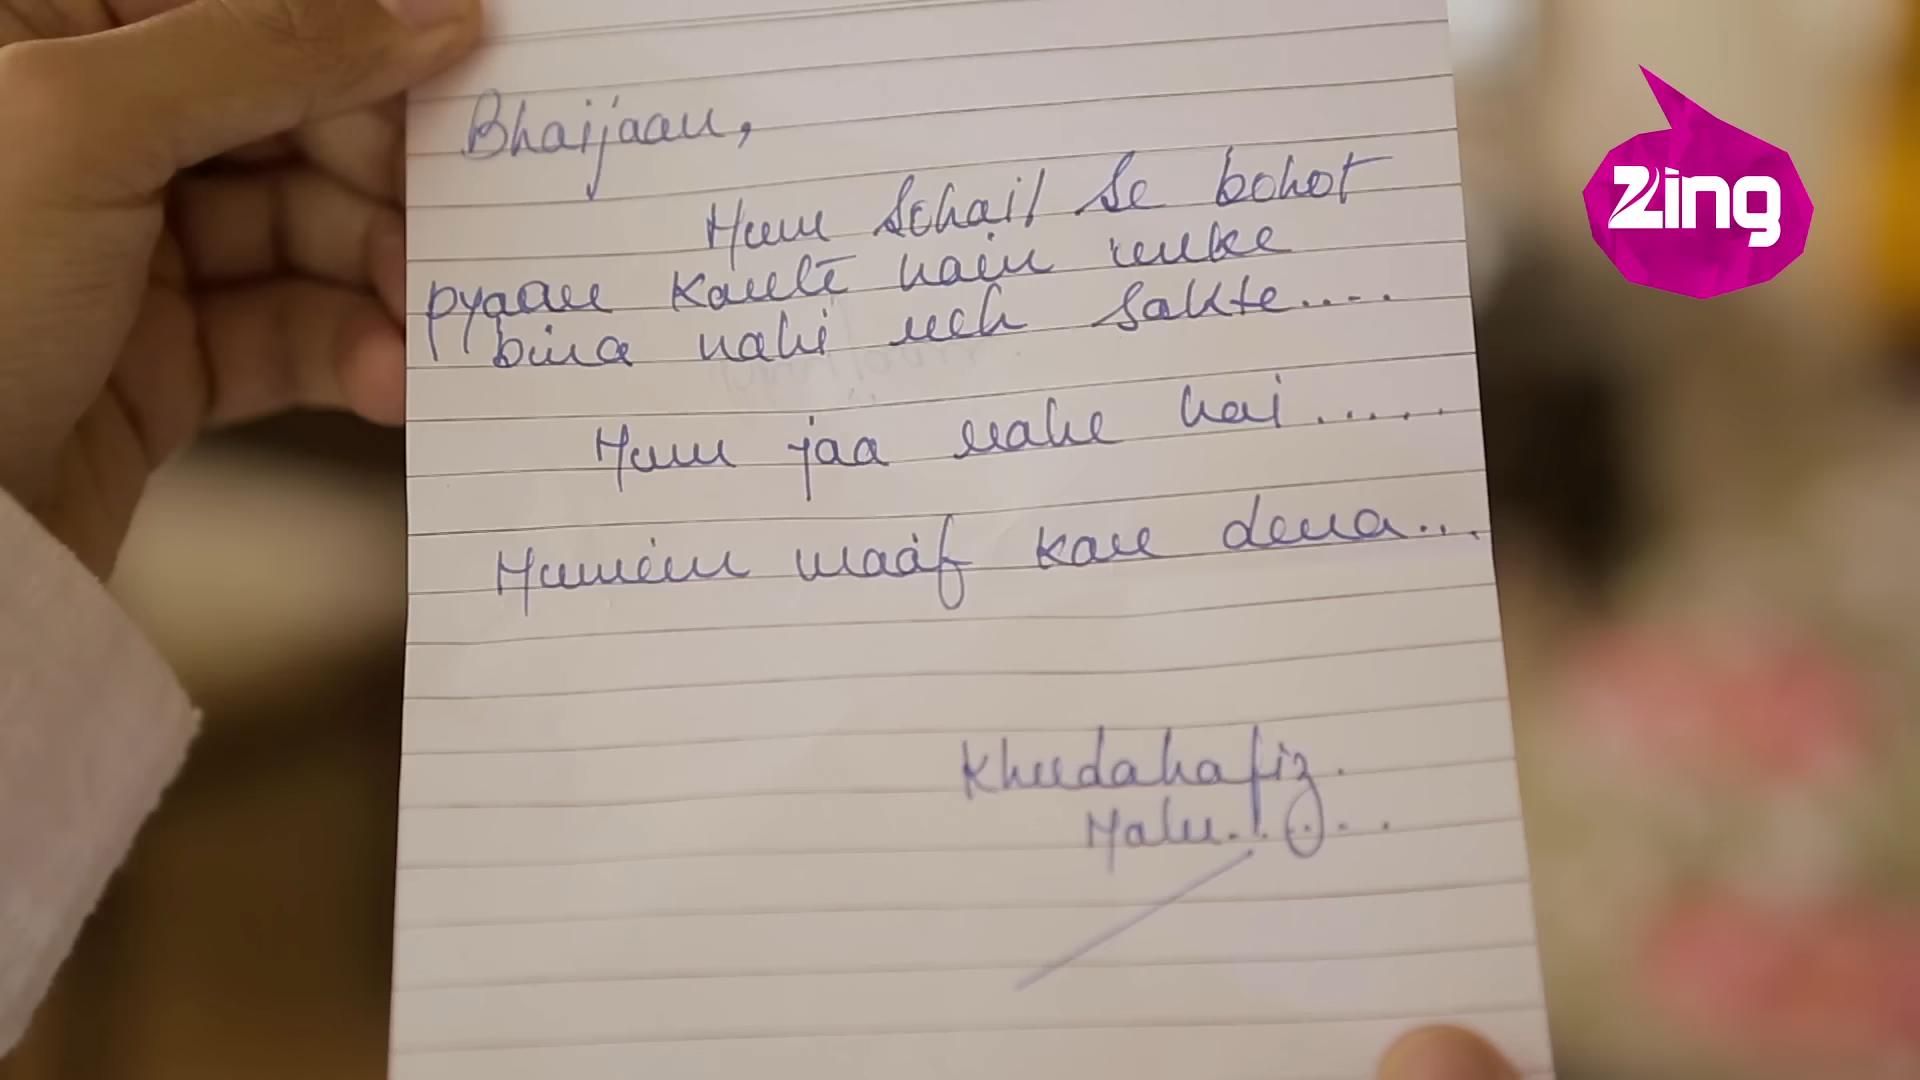 Bhaijaan,
Hum Sohail se bohot
pyaar karte hain unke
bina nahi reh sakte....
Hum jaa rahe hai.....
Humein maaf kar dena...
Khudahafiz.
Mahi.....
Zing